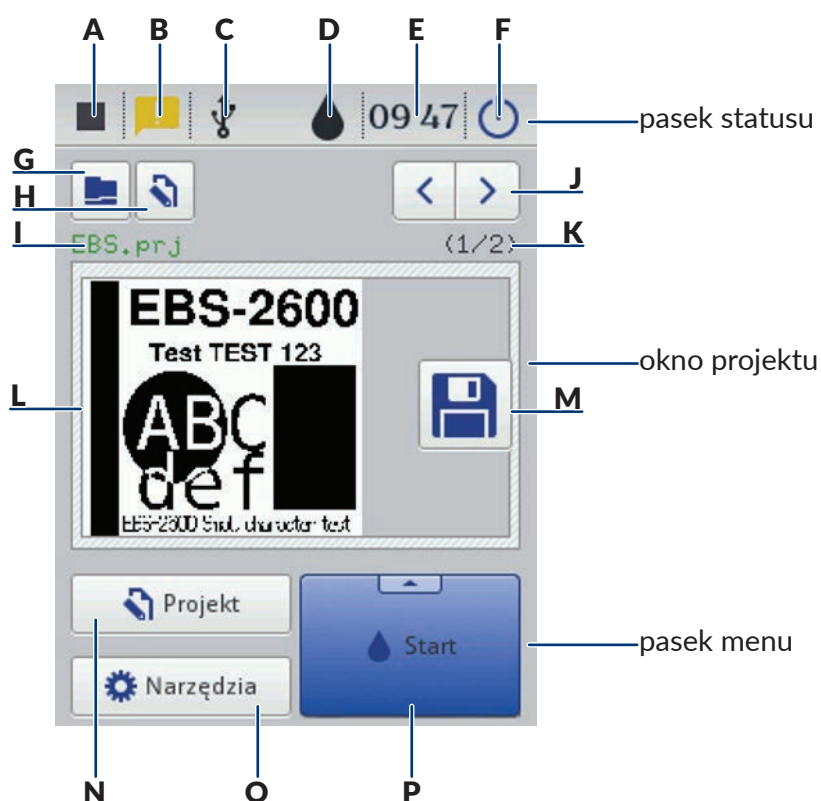 A B C D E F
09 47
pasek statusu
G
H
J
I
K
EBS.prj
(1/2)
EBS-2600
Test TEST 123
okno projektu
L
M
ABC
def
EBS-2600
character test
Projekt
Start
pasek menu
Narzędzia
N O P